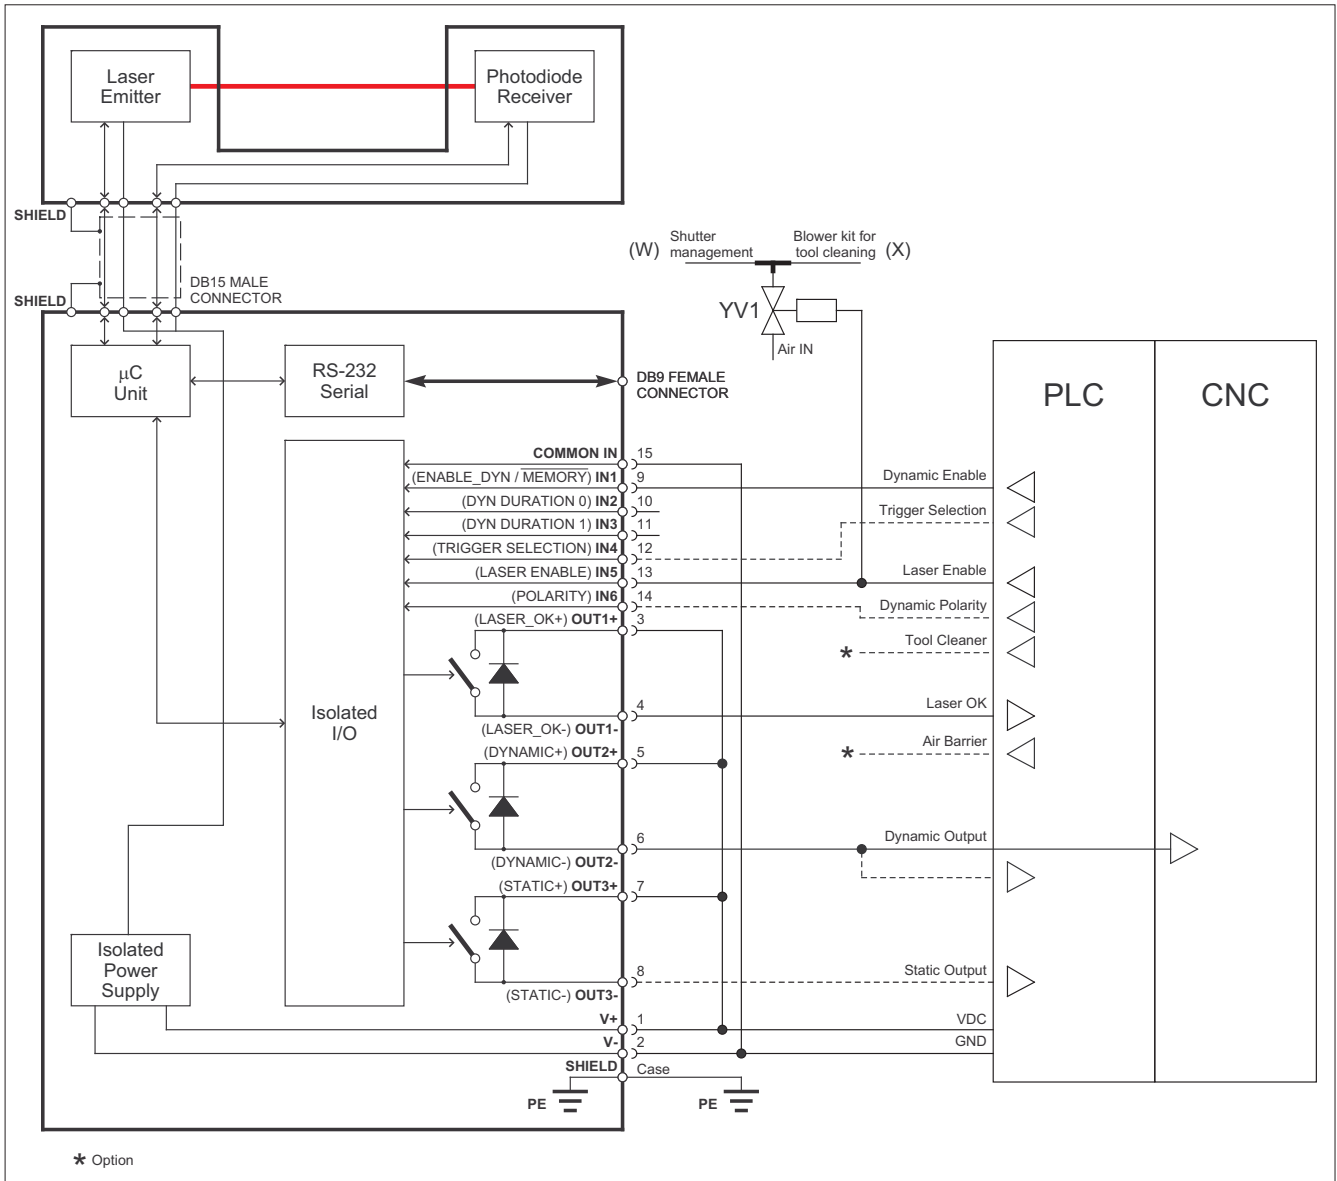 Laser
Emitter
Photodiode
Receiver
SHIELD
SHIELD
DB15 MALE
CONNECTOR
(W)
Shutter
management
Blower kit for
tool cleaning
(X)
YV1
Air IN
µC
Unit
RS-232
Serial
DB9 FEMALE
CONNECTOR
PLC
CNC
COMMON IN 15
(ENABLE_DYN / MEMORY) IN1 9
(DYN DURATION 0) IN2 10
(DYN DURATION 1) IN3 11
(TRIGGER SELECTION) IN4 12
(LASER ENABLE) IN5 13
(POLARITY) IN6 14
(LASER_OK+) OUT1+ 3
4
(LASER_OK-) OUT1-
(DYNAMIC+) OUT2+ 5
6
(DYNAMIC-) OUT2-
(STATIC+) OUT3+ 7
8
(STATIC-) OUT3-
V+ 1
V- 2
SHIELD Case
PE
PE
Isolated
I/O
Isolated
Power
Supply
Dynamic Enable
Trigger Selection
Laser Enable
Dynamic Polarity
* Tool Cleaner
Laser OK
* Air Barrier
Dynamic Output
Static Output
VDC
GND
* Option